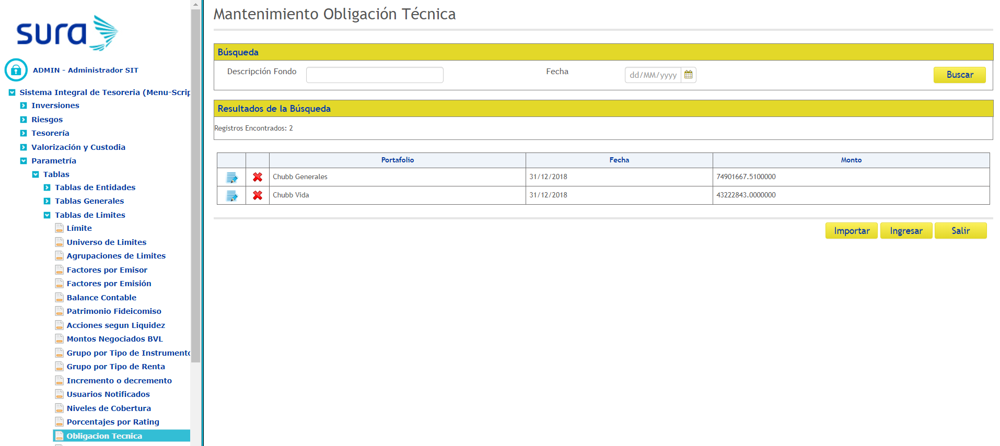 sura
ADMIN - Administrador SIT
Sistema Integral de Tesoreria (Menu-Scrip
Inversiones
Riesgos
Tesorería
Valorización y Custodia
Parametría
Tablas
Tablas de Entidades
Tablas Generales
Tablas de Limites
Límite
Universo de Limites
Agrupaciones de Limites
Factores por Emisor
Factores por Emisión
Balance Contable
Patrimonio Fideicomiso
Acciones segun Liquidez
Montos Negociados BVL
Grupo por Tipo de Instrumento
Grupo por Tipo de Renta
Incremento o decremento
Usuarios Notificados
Niveles de Cobertura
Porcentajes por Rating
Obligacion Tecnica
Mantenimiento Obligación Técnica
Búsqueda
Descripción Fondo Fecha dd/MM/yyyy Buscar
Resultados de la Búsqueda
Registros Encontrados: 2
Portafolio Fecha Monto
Chubb Generales 31/12/2018 74901667.5100000
Chubb Vida 31/12/2018 43222843.0000000
Importar Ingresar Salir